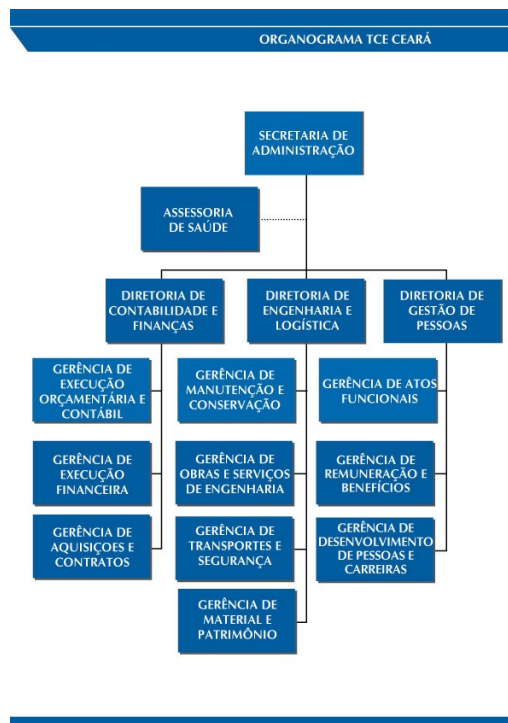 ORGANOGRAMA TCE CEARÁ
SECRETARIA DE
ADMINISTRAÇÃO
ASSESSORIA
DE SAÚDE
DIRETORIA DE
CONTABILIDADE E
FINANÇAS
DIRETORIA DE
ENGENHARIA E
LOGÍSTICA
DIRETORIA DE
GESTÃO DE
PESSOAS
GERÊNCIA DE
EXECUÇÃO
ORÇAMENTÁRIA E
CONTÁBIL
GERÊNCIA DE
MANUTENÇÃO E
CONSERVAÇÃO
GERÊNCIA DE ATOS
FUNCIONAIS
GERÊNCIA DE
EXECUÇÃO
FINANCEIRA
GERÊNCIA DE
OBRAS E SERVIÇOS
DE ENGENHARIA
GERÊNCIA DE
REMUNERAÇÃO E
BENEFÍCIOS
GERÊNCIA DE
AQUISIÇOES E
CONTRATOS
GERÊNCIA DE
TRANSPORTES E
SEGURANÇA
GERÊNCIA DE
DESENVOLVIMENTO
DE PESSOAS E
CARREIRAS
GERÊNCIA DE
MATERIAL E
PATRIMÔNIO